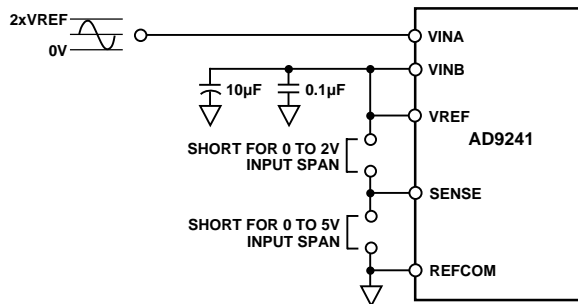 2xVREF
0V
VINA
VINB
10µF
0.1µF
VREF
AD9241
SHORT FOR 0 TO 2V
INPUT SPAN
SENSE
SHORT FOR 0 TO 5V
INPUT SPAN
REFCOM